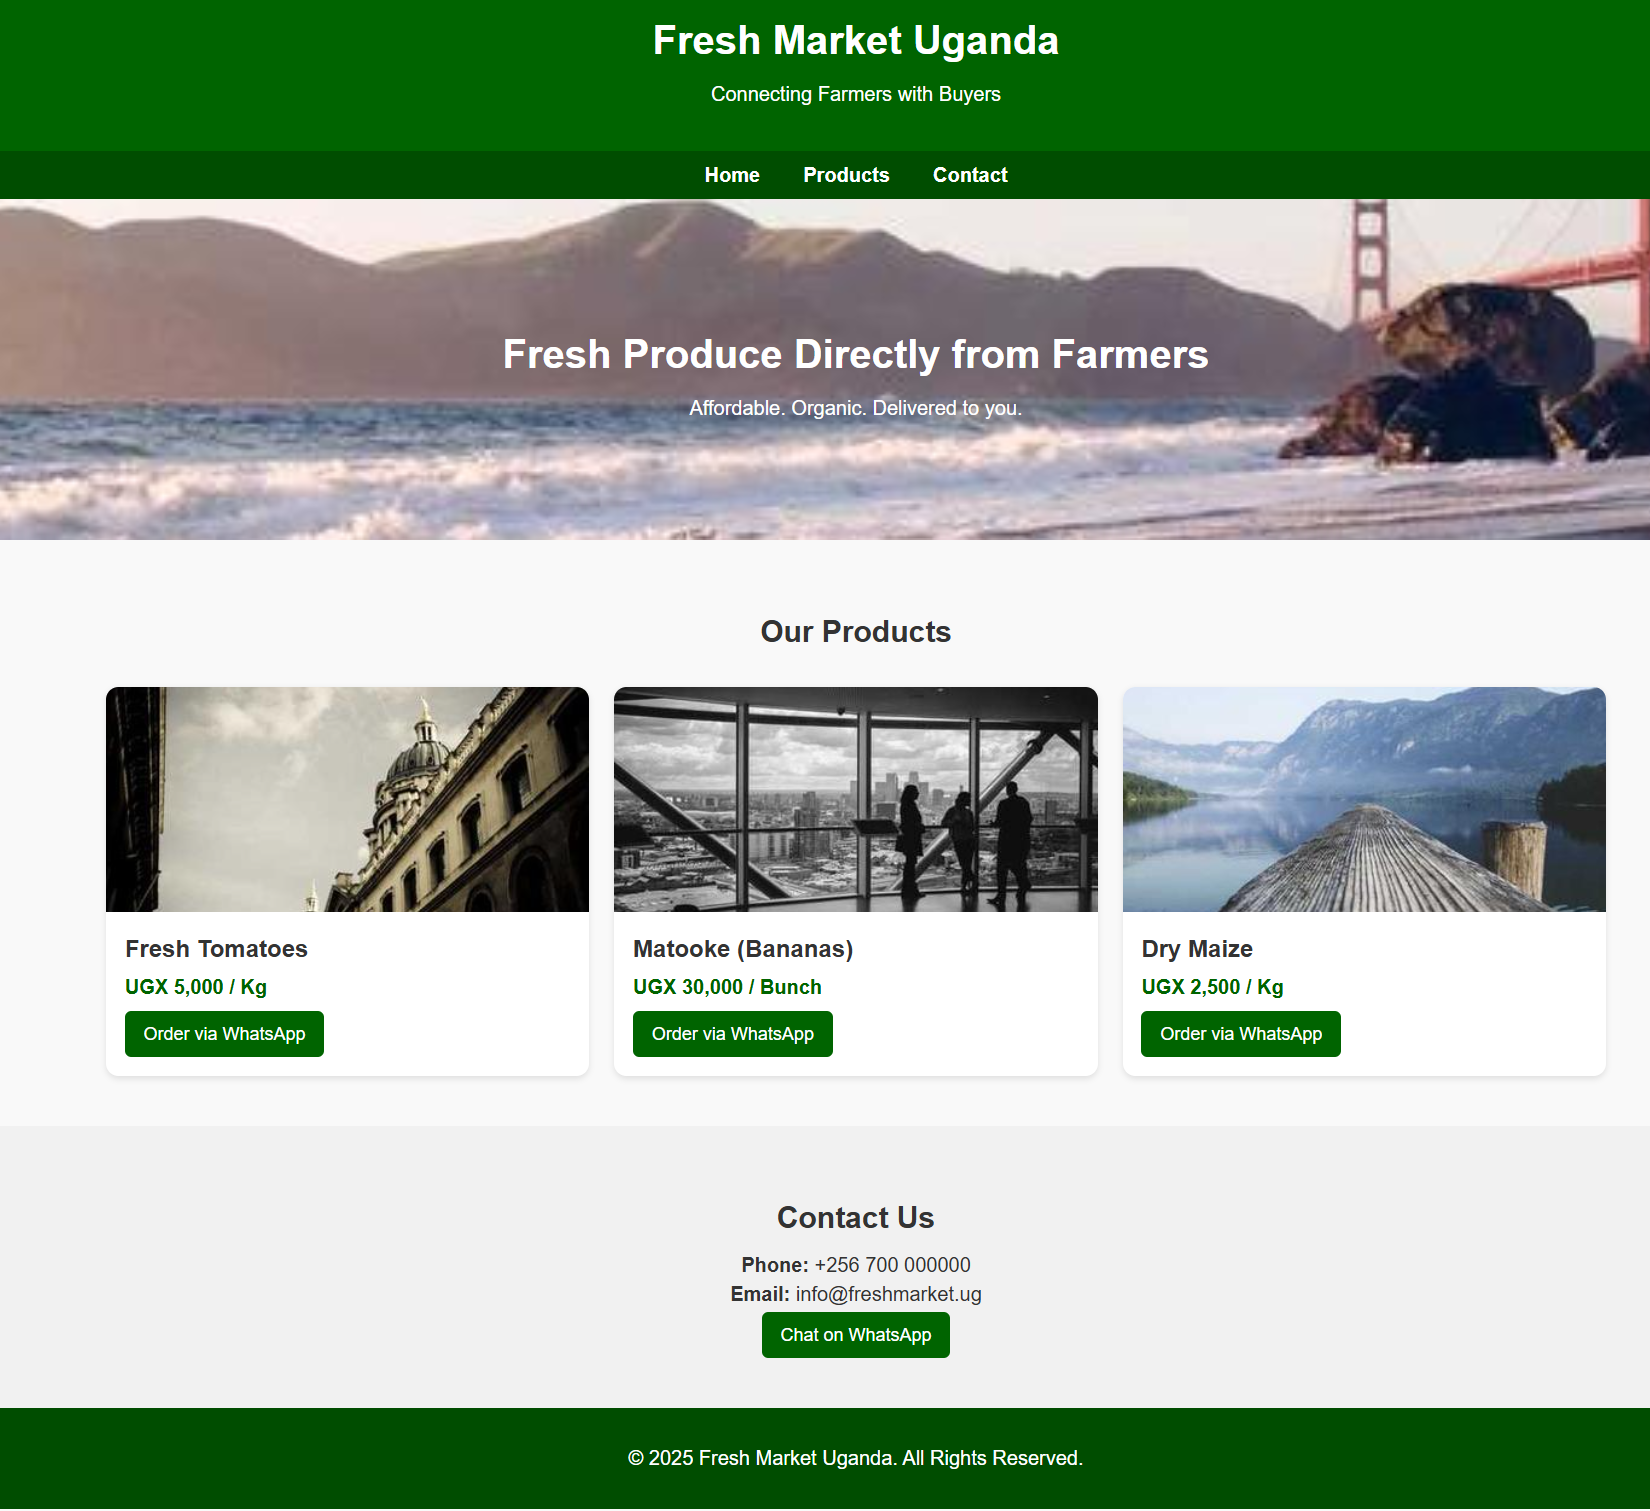 Fresh Market Uganda
Connecting Farmers with Buyers
Home Products Contact
Fresh Produce Directly from Farmers
Affordable. Organic. Delivered to you.
Our Products
Fresh Tomatoes
UGX 5,000 / Kg
Order via WhatsApp
Matooke (Bananas)
UGX 30,000 / Bunch
Order via WhatsApp
Dry Maize
UGX 2,500 / Kg
Order via WhatsApp
Contact Us
Phone: +256 700 000000
Email: info@freshmarket.ug
Chat on WhatsApp
© 2025 Fresh Market Uganda. All Rights Reserved.